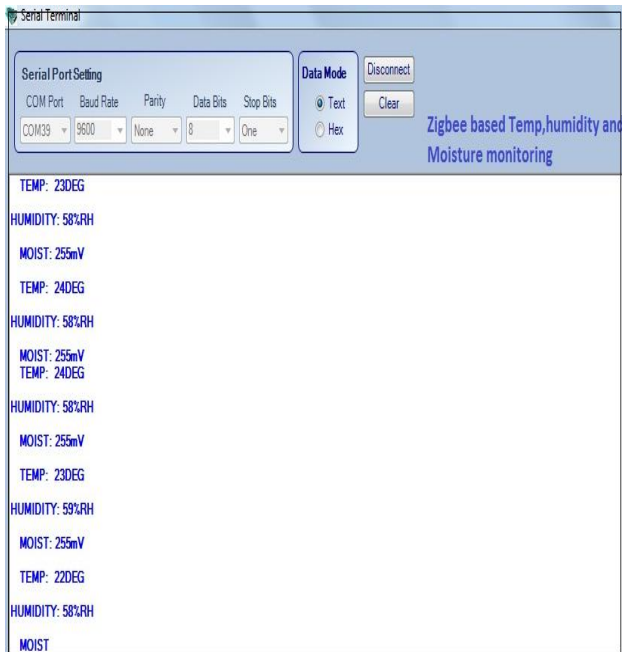 Serial Terminal
Serial Port Setting
COM Port Baud Rate Parity Data Bits Stop Bits
COM39 9600 None 8 One
Data Mode
Text
Hex
Disconnect
Clear
Zigbee based Temp,humidity and
Moisture monitoring
TEMP: 23DEG
HUMIDITY: 58%RH
MOIST: 255mV
TEMP: 24DEG
HUMIDITY: 58%RH
MOIST: 255mV
TEMP: 24DEG
HUMIDITY: 58%RH
MOIST: 255mV
TEMP: 23DEG
HUMIDITY: 59%RH
MOIST: 255mV
TEMP: 22DEG
HUMIDITY: 58%RH
MOIST